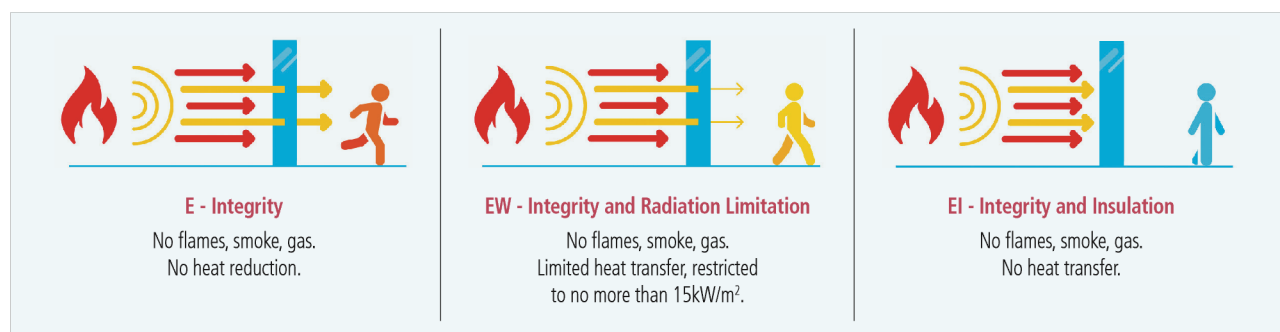 E - Integrity
No flames, smoke, gas.
No heat reduction.
EW - Integrity and Radiation Limitation
No flames, smoke, gas.
Limited heat transfer, restricted
to no more than 15kW/m².
EI - Integrity and Insulation
No flames, smoke, gas.
No heat transfer.